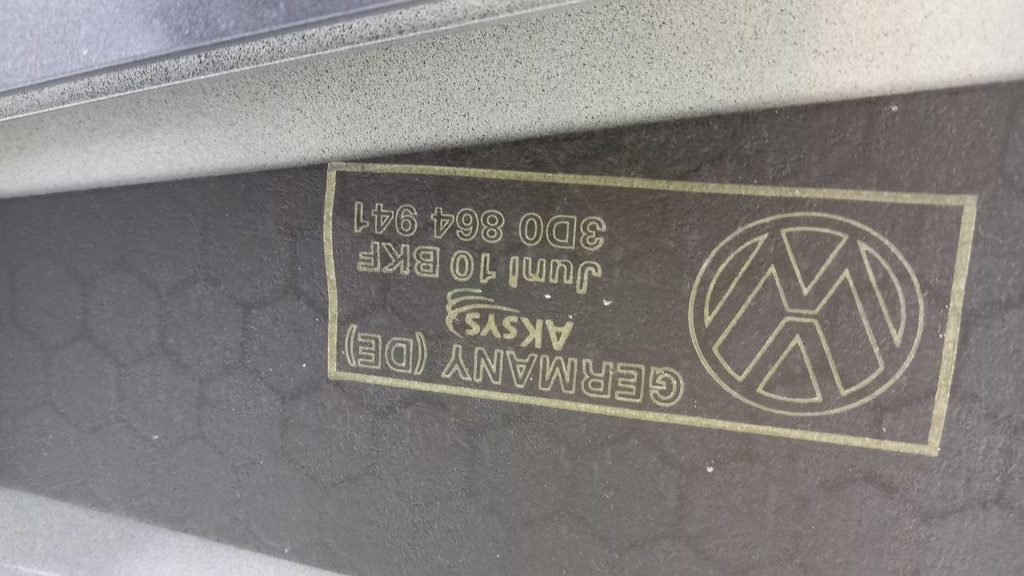 GERMANY (DE)
AKsys
Juni 10 BKF
3D0 864 941